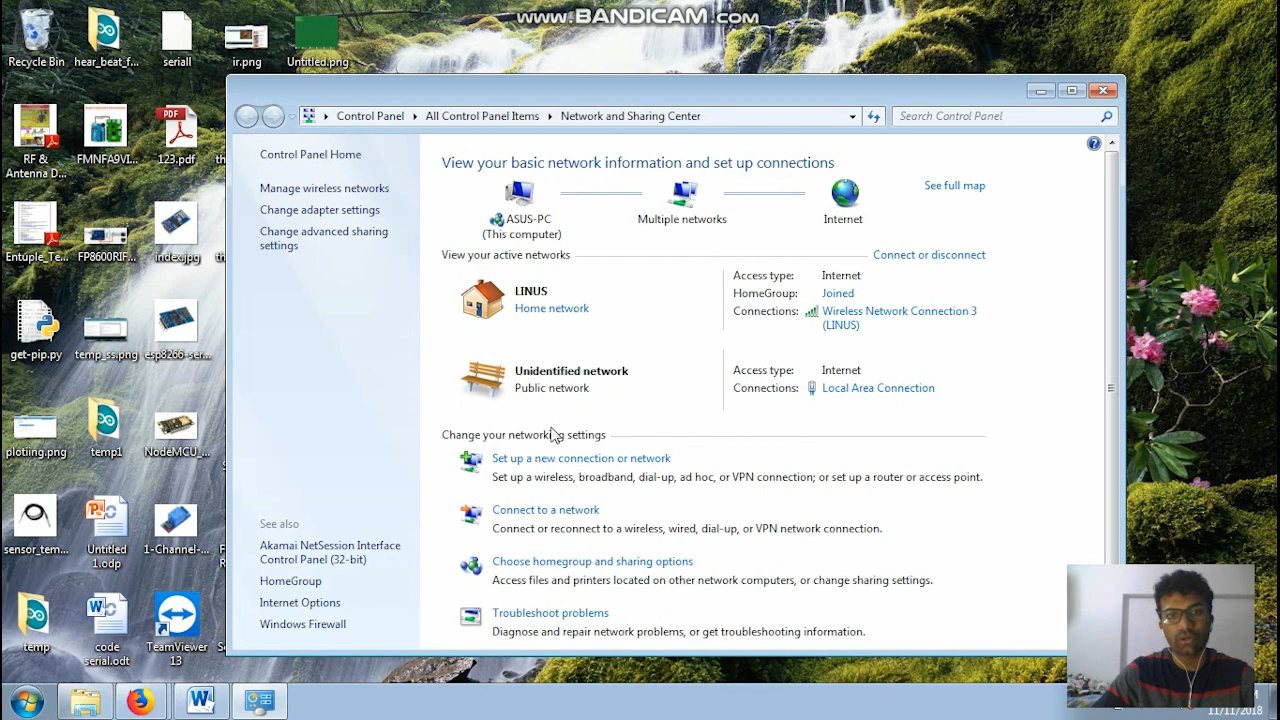 www.BANDICAM.com
Recycle Bin
hear_beat_f...
seriall
ir.png
Untitled.png
RF &
Antenna D...
FMNFA9VI...
123.pdf
PDF
th
Entuple_Te...
FP8600RIF...
index.jpg
th
get-pip.py
temp_ss.png
esp8266-ser...
plotiing.png
temp1
NodeMCU_...
sensor_tem...
Untitled
1.odp
1-Channel-...
temp
code
serial.odt
TeamViewer
13
Control Panel
All Control Panel Items
Network and Sharing Center
Search Control Panel
Control Panel Home
Manage wireless networks
Change adapter settings
Change advanced sharing
settings
See also
Akamai NetSession Interface
Control Panel (32-bit)
HomeGroup
Internet Options
Windows Firewall
View your basic network information and set up connections
See full map
ASUS-PC
(This computer)
Multiple networks
Internet
View your active networks
Connect or disconnect
LINUS
Home network
Access type: Internet
HomeGroup: Joined
Connections: Wireless Network Connection 3
(LINUS)
Unidentified network
Public network
Access type: Internet
Connections: Local Area Connection
Change your networking settings
Set up a new connection or network
Set up a wireless, broadband, dial-up, ad hoc, or VPN connection; or set up a router or access point.
Connect to a network
Connect or reconnect to a wireless, wired, dial-up, or VPN network connection.
Choose homegroup and sharing options
Access files and printers located on other network computers, or change sharing settings.
Troubleshoot problems
Diagnose and repair network problems, or get troubleshooting information.
11/11/2018